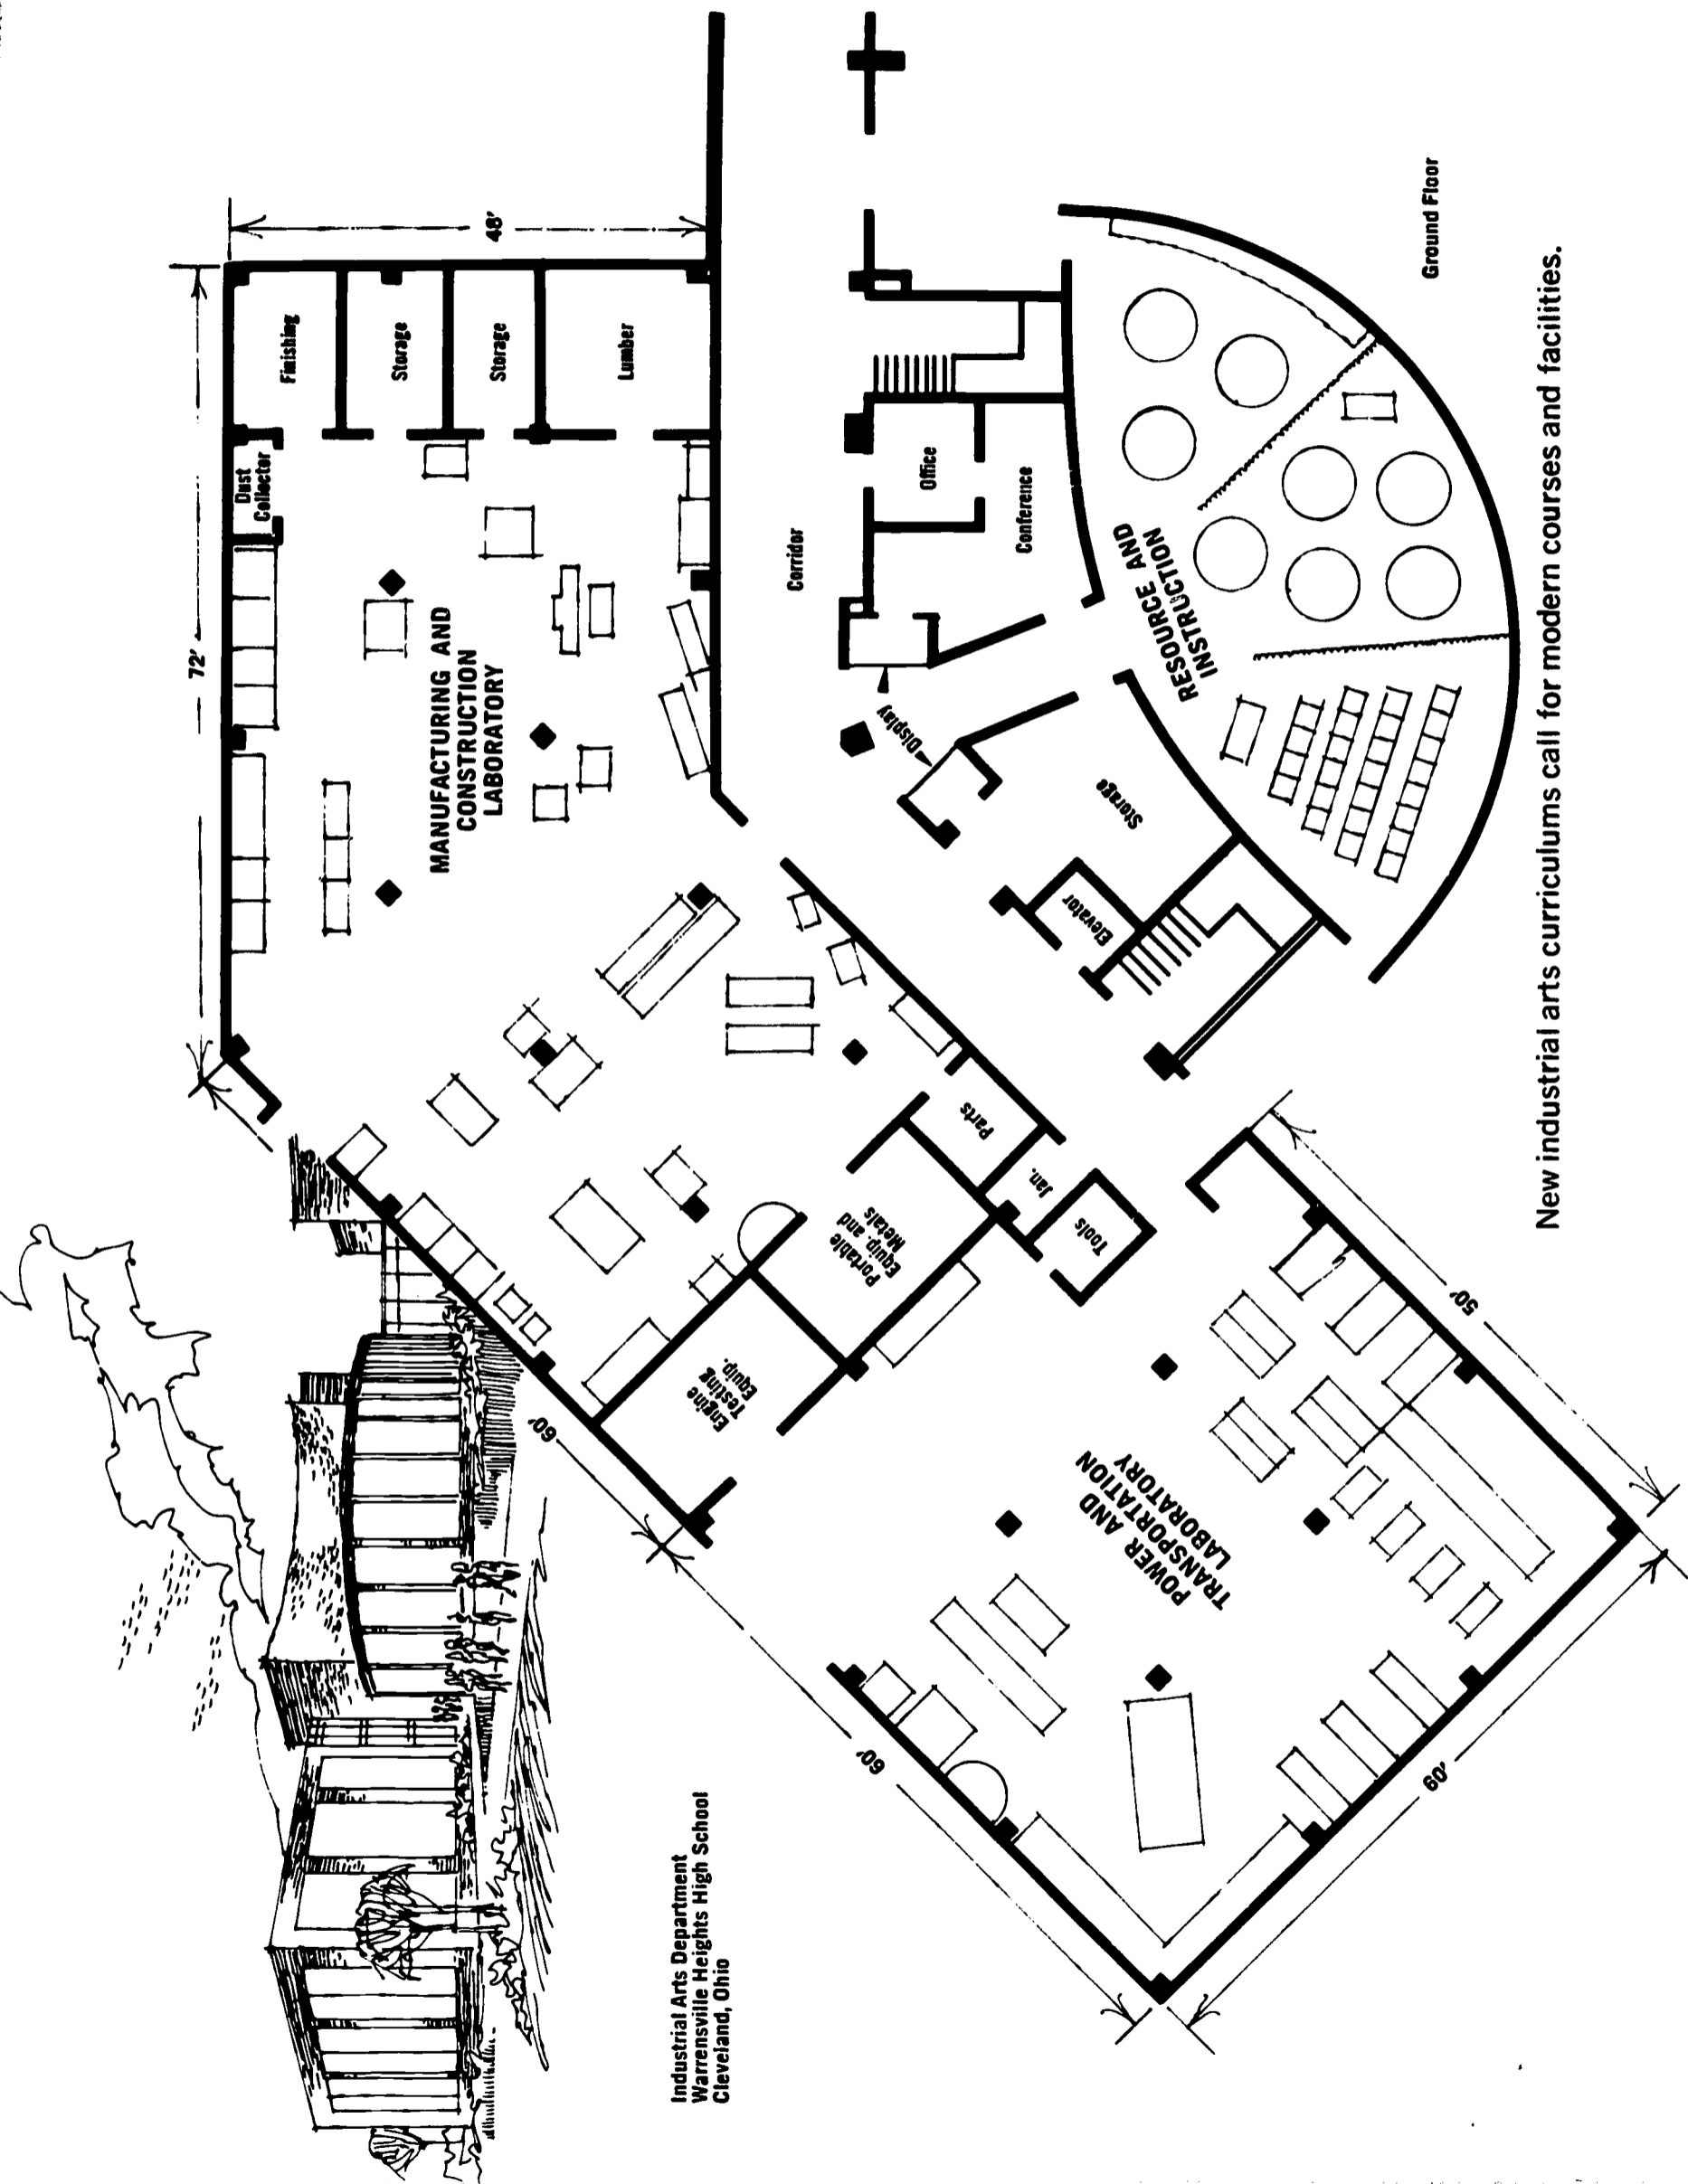 Industrial Arts Department
Warrensville Heights High School
Cleveland, Ohio
60'
60'
60'
50'
72'
48'
Engine
Testing
Equip.
Portable
Equip. and
Metals
Parts
Jan.
Tools
POWER AND
TRANSPORTATION
LABORATORY
MANUFACTURING AND
CONSTRUCTION
LABORATORY
Dust
Collector
Finishing
Storage
Storage
Lumber
Corridor
Display
Office
Conference
Storage
Elevator
RESOURCE AND
INSTRUCTION
Ground Floor
New industrial arts curriculums call for modern courses and facilities.